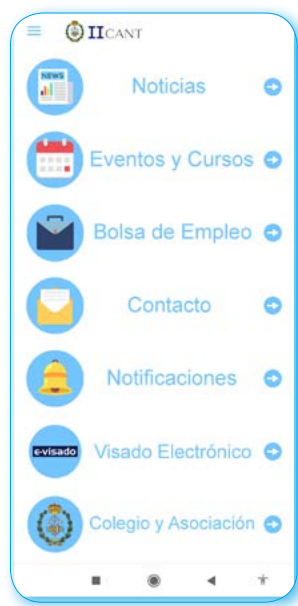 IICANT
NEWS
Noticias
Eventos y Cursos
Bolsa de Empleo
Contacto
Notificaciones
e-visado
Visado Electrónico
Colegio y Asociación